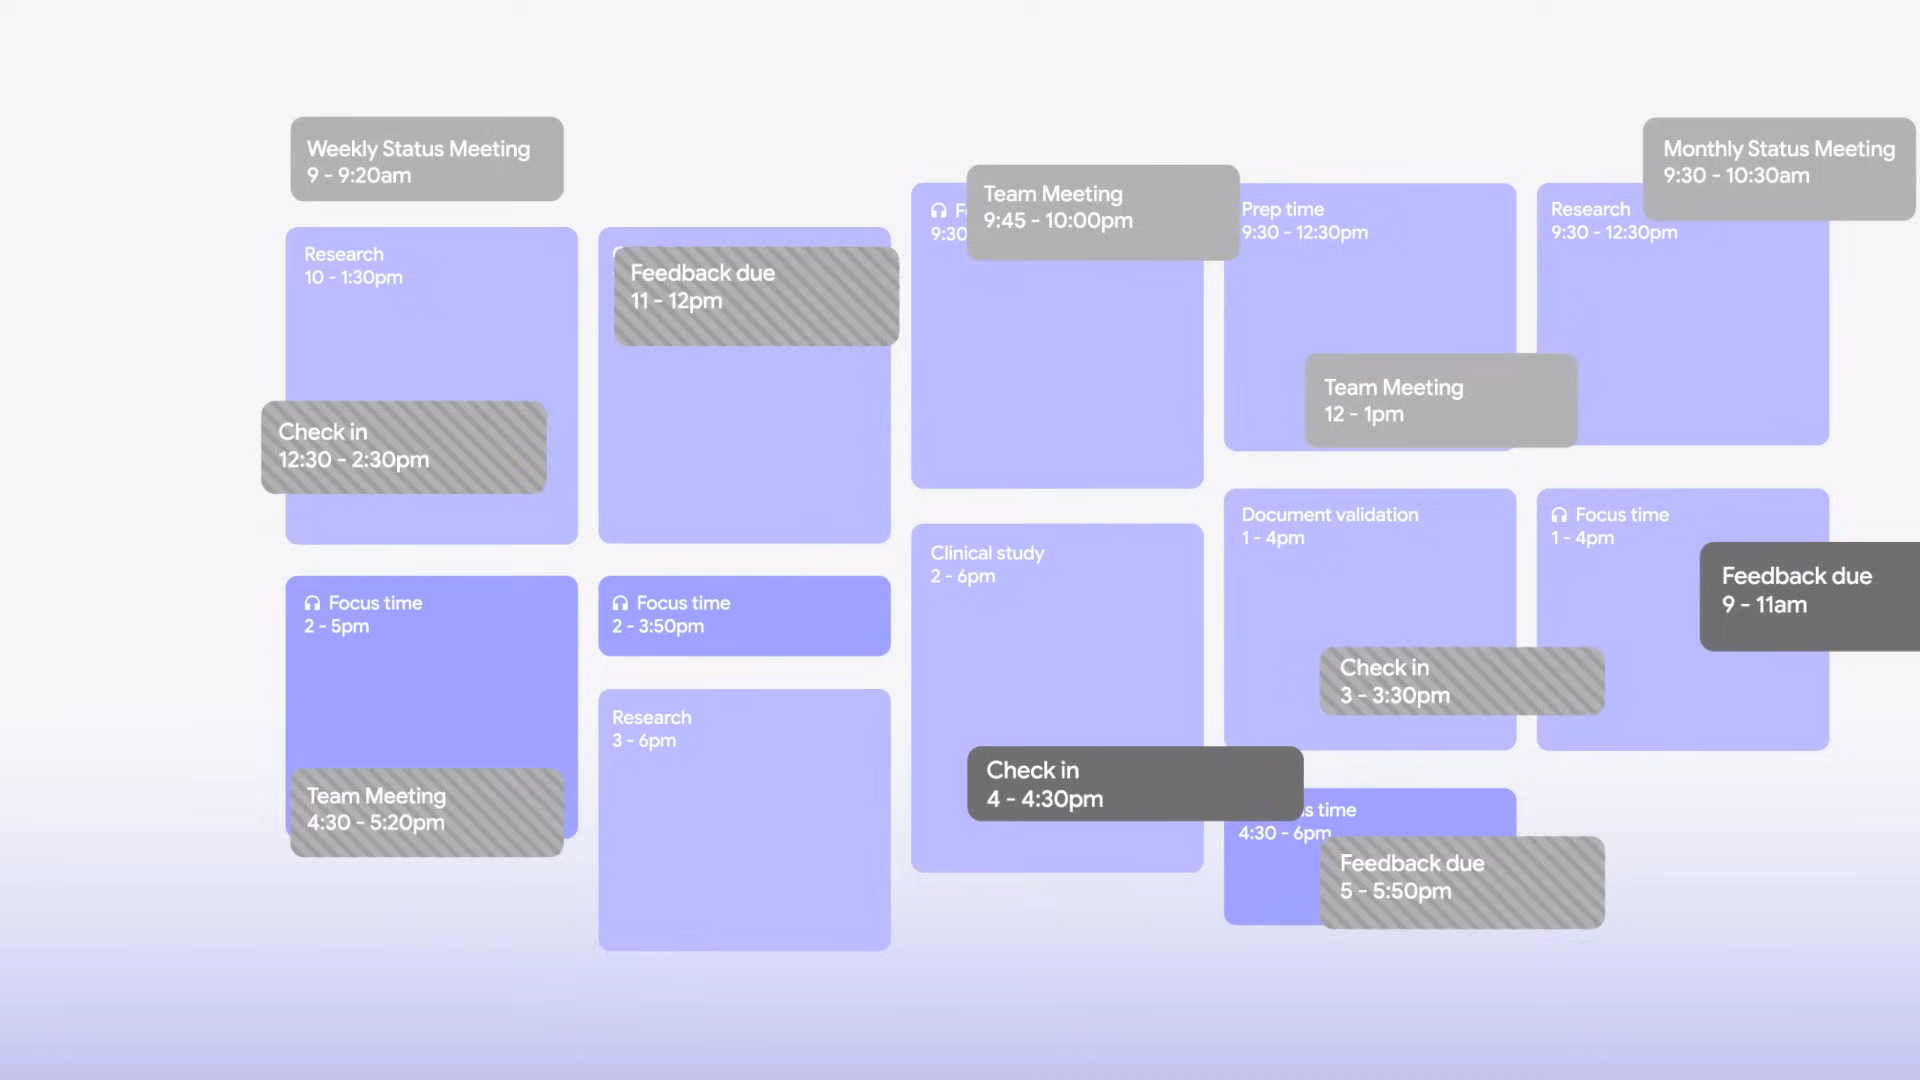 Weekly Status Meeting
9 - 9:20am
Research
10 - 1:30pm
Check in
12:30 - 2:30pm
Focus time
2 - 5pm
Team Meeting
4:30 - 5:20pm
Feedback due
11 - 12pm
Focus time
2 - 3:50pm
Research
3 - 6pm
9:30
Team Meeting
9:45 - 10:00pm
Clinical study
2 - 6pm
Check in
4 - 4:30pm
Prep time
9:30 - 12:30pm
Team Meeting
12 - 1pm
Document validation
1 - 4pm
Check in
3 - 3:30pm
time
4:30 - 6pm
Feedback due
5 - 5:50pm
Monthly Status Meeting
9:30 - 10:30am
Research
9:30 - 12:30pm
Focus time
1 - 4pm
Feedback due
9 - 11am